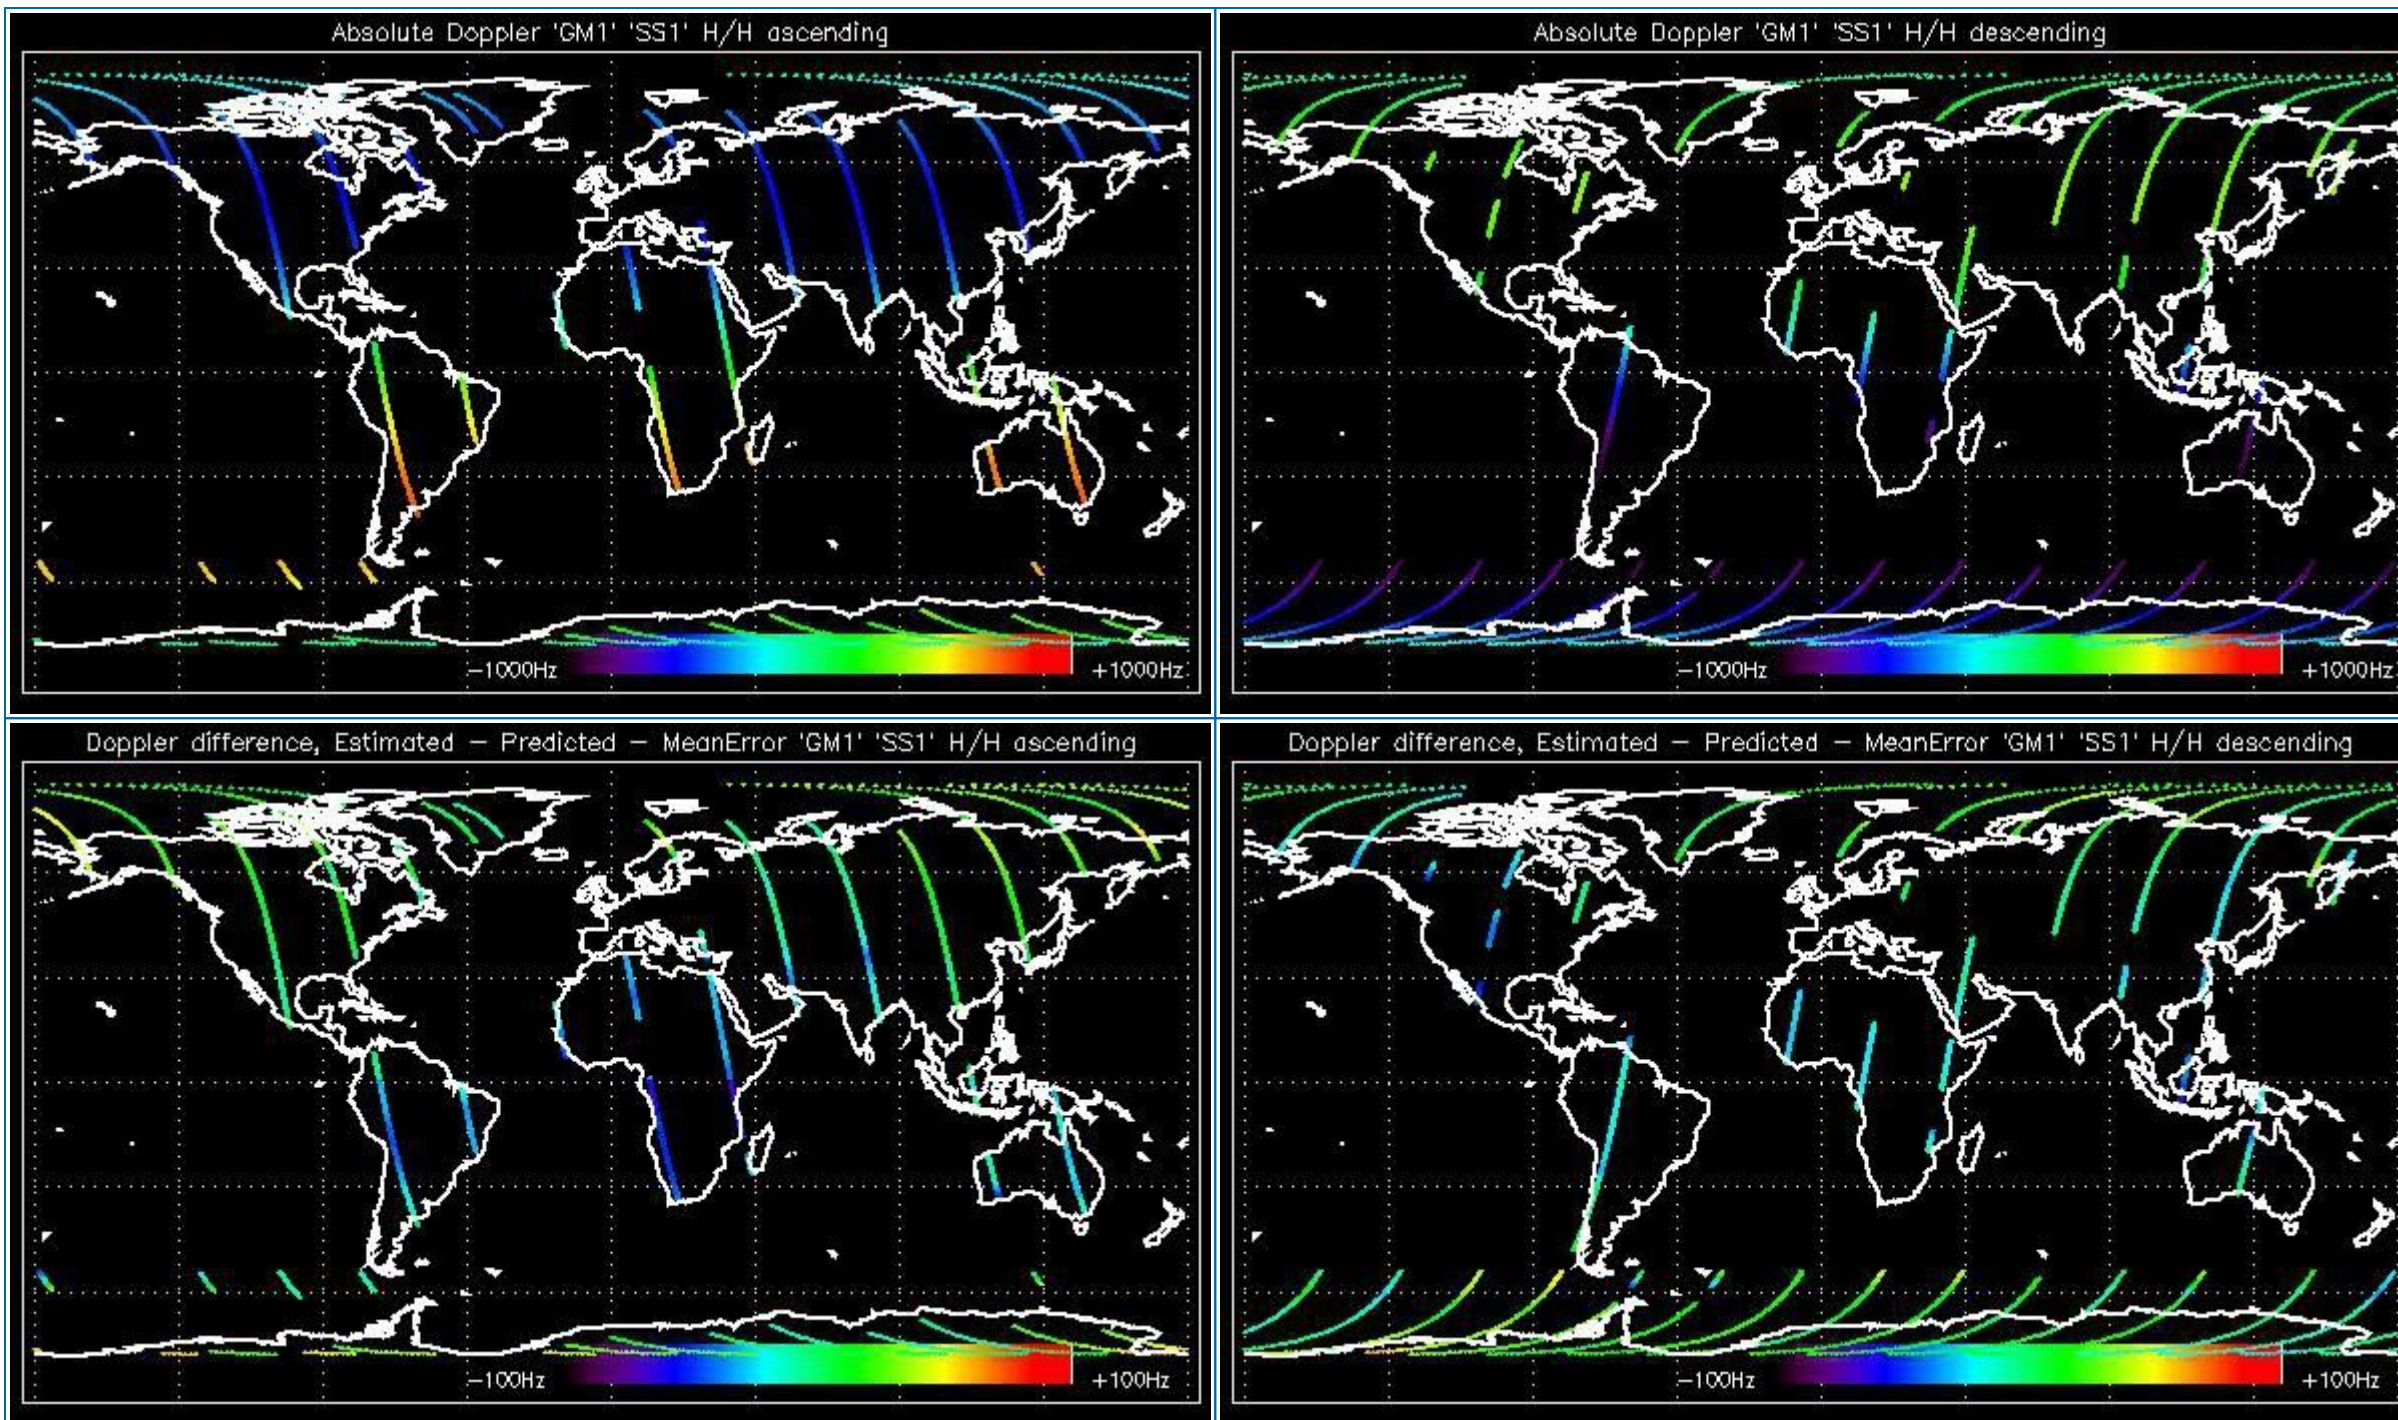 Absolute Doppler 'GM1' 'SS1' H/H ascending
−1000Hz
+1000Hz
Absolute Doppler 'GM1' 'SS1' H/H descending
−1000Hz
+1000Hz
Doppler difference, Estimated − Predicted − MeanError 'GM1' 'SS1' H/H ascending
−100Hz
+100Hz
Doppler difference, Estimated − Predicted − MeanError 'GM1' 'SS1' H/H descending
−100Hz
+100Hz